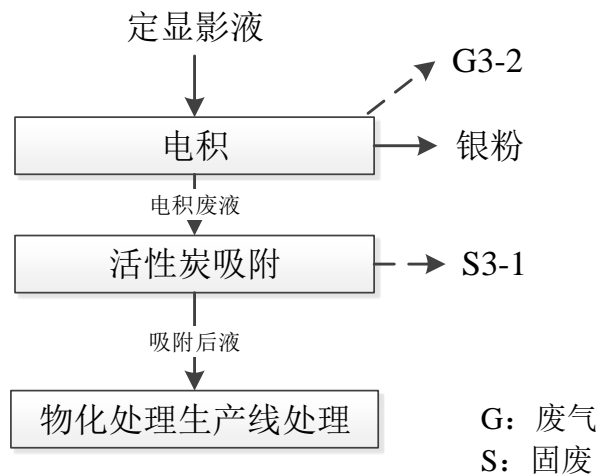 定显影液
G3-2
电积
银粉
电积废液
活性炭吸附
S3-1
吸附后液
物化处理生产线处理
G：废气
S：固废